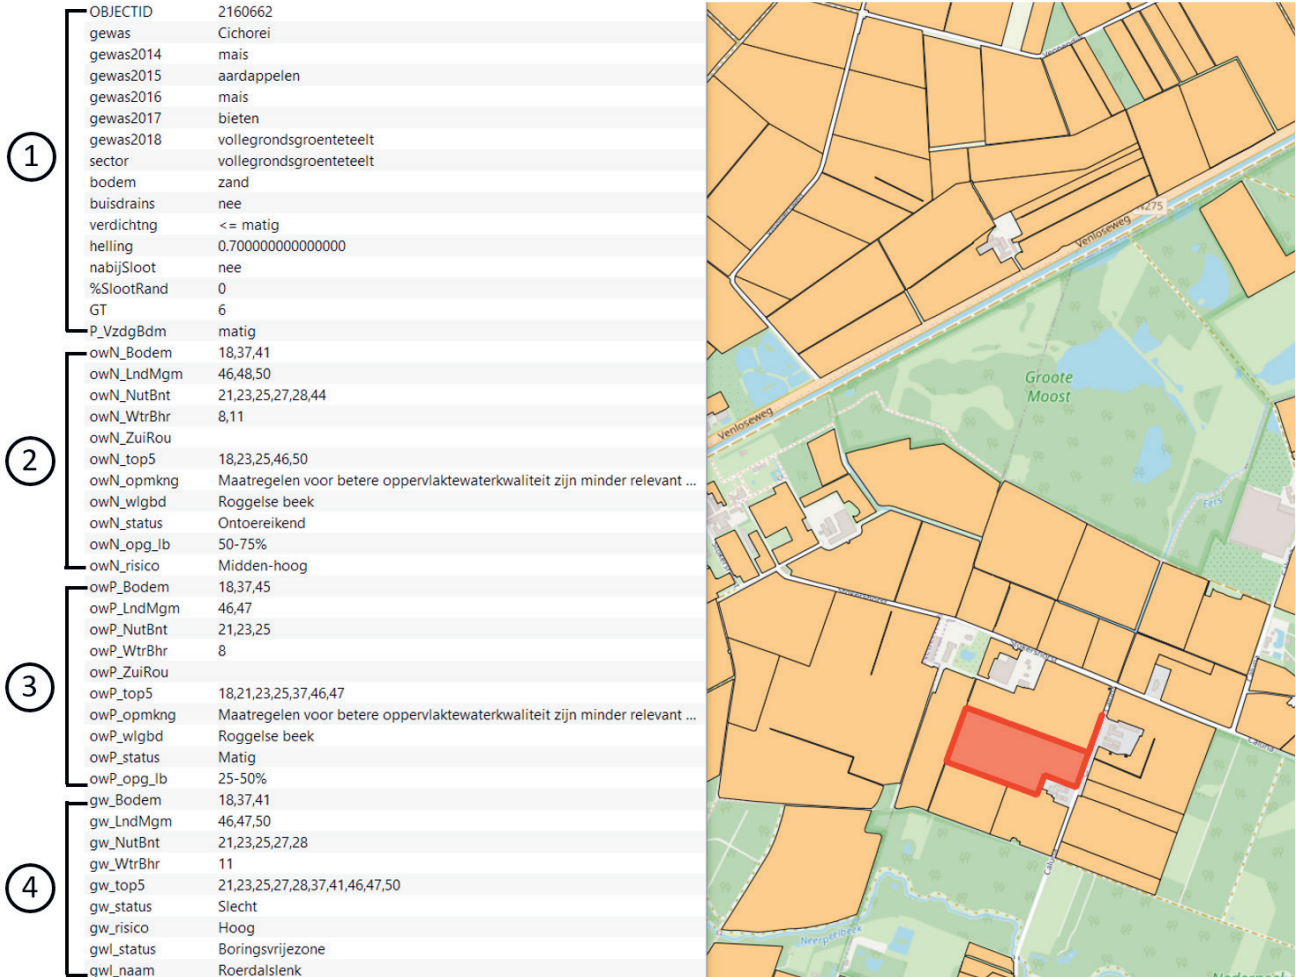 OBJECTID 2160662
gewas Cichorei
gewas2014 mais
gewas2015 aardappelen
gewas2016 mais
gewas2017 bieten
gewas2018 vollegrondsgroenteteelt
sector vollegrondsgroenteteelt
bodem zand
buisdrains nee
verdichtng <= matig
helling 0.700000000000000
nabijSloot nee
%SlootRand 0
GT 6
P_VzdgBdm matig
1
owN_Bodem 18,37,41
owN_LndMgm 46,48,50
owN_NutBnt 21,23,25,27,28,44
owN_WtrBhr 8,11
owN_ZuiRou
owN_top5 18,23,25,46,50
owN_opmkng Maatregelen voor betere oppervlaktewaterkwaliteit zijn minder relevant ...
owN_wlgbd Roggelse beek
owN_status Ontoereikend
owN_opg_lb 50-75%
owN_risico Midden-hoog
2
owP_Bodem 18,37,45
owP_LndMgm 46,47
owP_NutBnt 21,23,25
owP_WtrBhr 8
owP_ZuiRou
owP_top5 18,21,23,25,37,46,47
owP_opmkng Maatregelen voor betere oppervlaktewaterkwaliteit zijn minder relevant ...
owP_wlgbd Roggelse beek
owP_status Matig
owP_opg_lb 25-50%
3
gw_Bodem 18,37,41
gw_LndMgm 46,47,50
gw_NutBnt 21,23,25,27,28
gw_WtrBhr 11
gw_top5 21,23,25,27,28,37,41,46,47,50
gw_status Slecht
gw_risico Hoog
gwl_status Boringsvrijezone
gwl_naam Roerdalslenk
4
N275
Venloseweg
Groote
Moost
Venloseweg
Eers
Neerpeelbeek